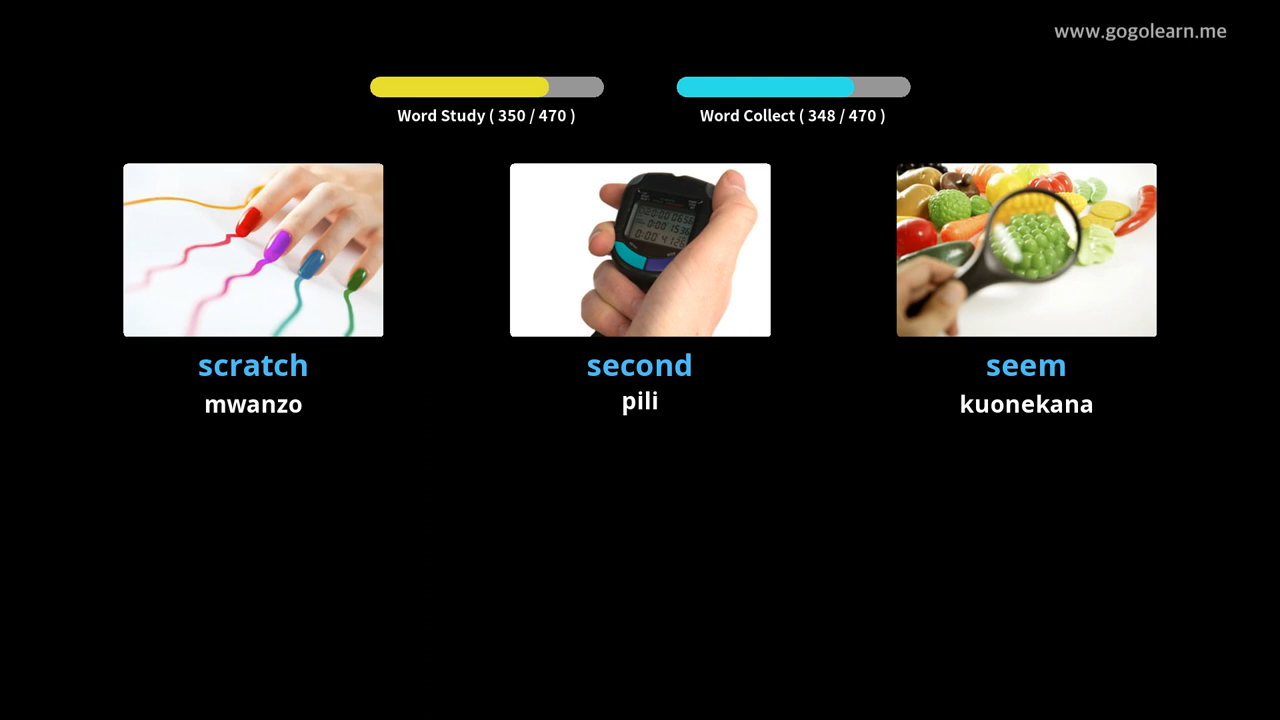 www.gogolearn.me
Word Study ( 350 / 470 )
Word Collect ( 348 / 470 )
scratch
mwanzo
second
pili
seem
kuonekana